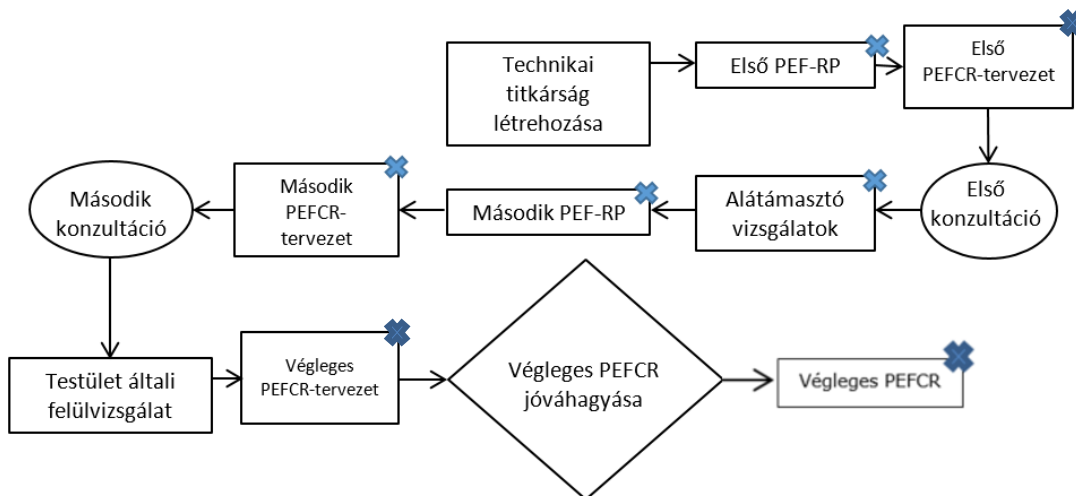 Technikai
titkárság
létrehozása
Első PEF-RP
Első
PEFCR-tervezet
Első
konzultáció
Alátámasztó
vizsgálatok
Második PEF-RP
Második
PEFCR-
tervezet
Második
konzultáció
Testület általi
felülvizsgálat
Végleges
PEFCR-tervezet
Végleges PEFCR
jóváhagyása
Végleges PEFCR